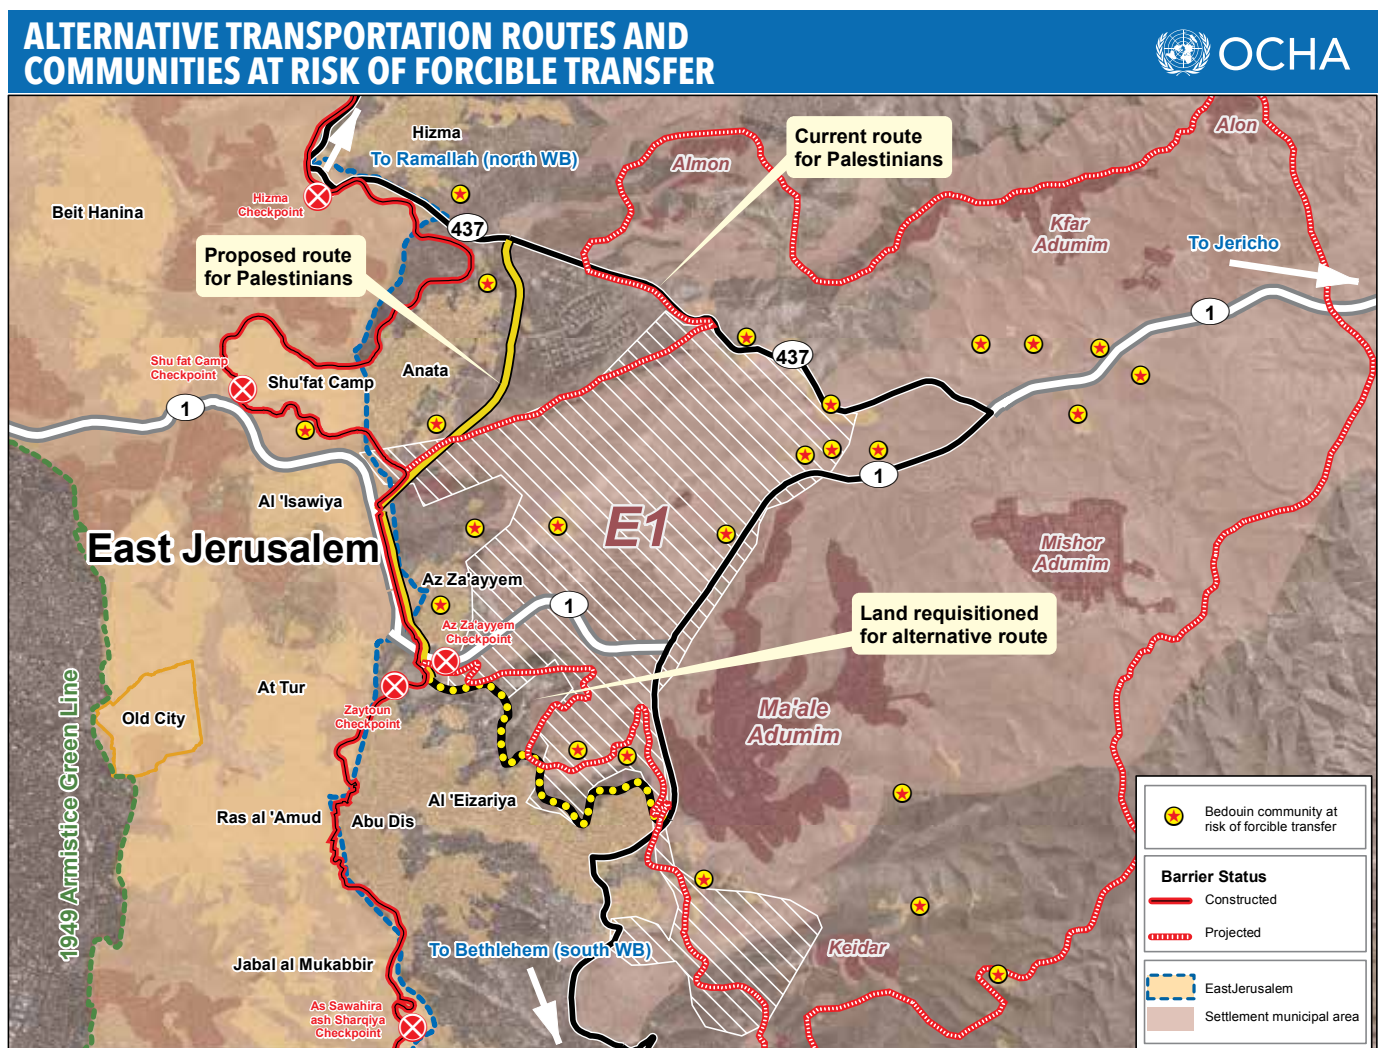 ALTERNATIVE TRANSPORTATION ROUTES AND
COMMUNITIES AT RISK OF FORCIBLE TRANSFER
OCHA
Hizma
To Ramallah (north WB)
Current route
for Palestinians
Almon
Alon
Beit Hanina
Hizma
Checkpoint
437
Kfar
Adumim
To Jericho
Proposed route
for Palestinians
1
437
Shu fat Camp
Checkpoint
Shu'fat Camp
Anata
1
1
Al 'Isawiya
E1
East Jerusalem
Mishor
Adumim
Az Za'ayyem
1
Az Za'ayyem
Checkpoint
Land requisitioned
for alternative route
At Tur
Old City
Zaytoun
Checkpoint
Ma'ale
Adumim
1949 Armistice Green Line
Al 'Eizariya
Ras al 'Amud
Abu Dis
Bedouin community at
risk of forcible transfer
Barrier Status
Constructed
Projected
To Bethlehem (south WB)
Keidar
Jabal al Mukabbir
EastJerusalem
Settlement municipal area
As Sawahira
ash Sharqiya
Checkpoint